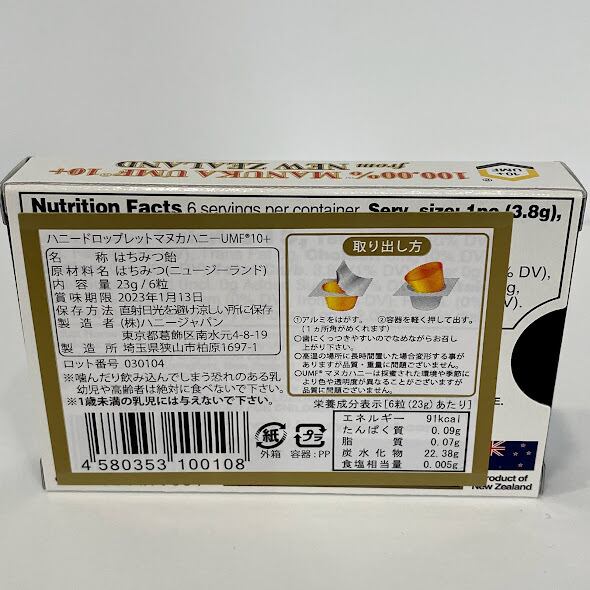 100.00% MANUKA UMF® 10+
from NEW ZEALAND
10+
UMF
Nutrition Facts 6 servings per container, Serv. size: 1pc (3.8g),
ハニードロップレットマヌカハニーUMF®10+
名 称 はちみつ飴
原材料名 はちみつ(ニュージーランド)
内 容 量 23g/6粒
賞味期限 2023年1月13日
保存方法 直射日光を避け涼しい所に保存
製 造 者 (株)ハニージャパン
東京都葛飾区南水元4-8-19
製 造 所 埼玉県狭山市柏原1697-1
ロット番号 030104
※噛んだり飲み込んでしまう恐れのある乳
幼児や高齢者は絶対に食べないで下さい。
※1歳未満の乳児には与えないで下さい。
4 580353 100108
紙
外箱
プラ
容器:PP
取り出し方
①アルミをはがす。 ②容器を軽く押して出す。
(1ヵ所角がめくれます)
○歯にくっつきやすいのでなめながらお召し
上がり下さい。
○高温の場所に長時間置いた場合変形する事が
ありますが品質・重量に問題ございません。
○UMF®マヌカハニーは採蜜された環境や季節に
より色や透明度が異なることがございますが
品質に問題ございません。
栄養成分表示[6粒(23g)あたり]
エネルギー 91kcal
たんぱく質 0.09g
脂 質 0.07g
炭水化物 22.38g
食塩相当量 0.005g
% DV),
DV).
E.
Product of
New Zealand